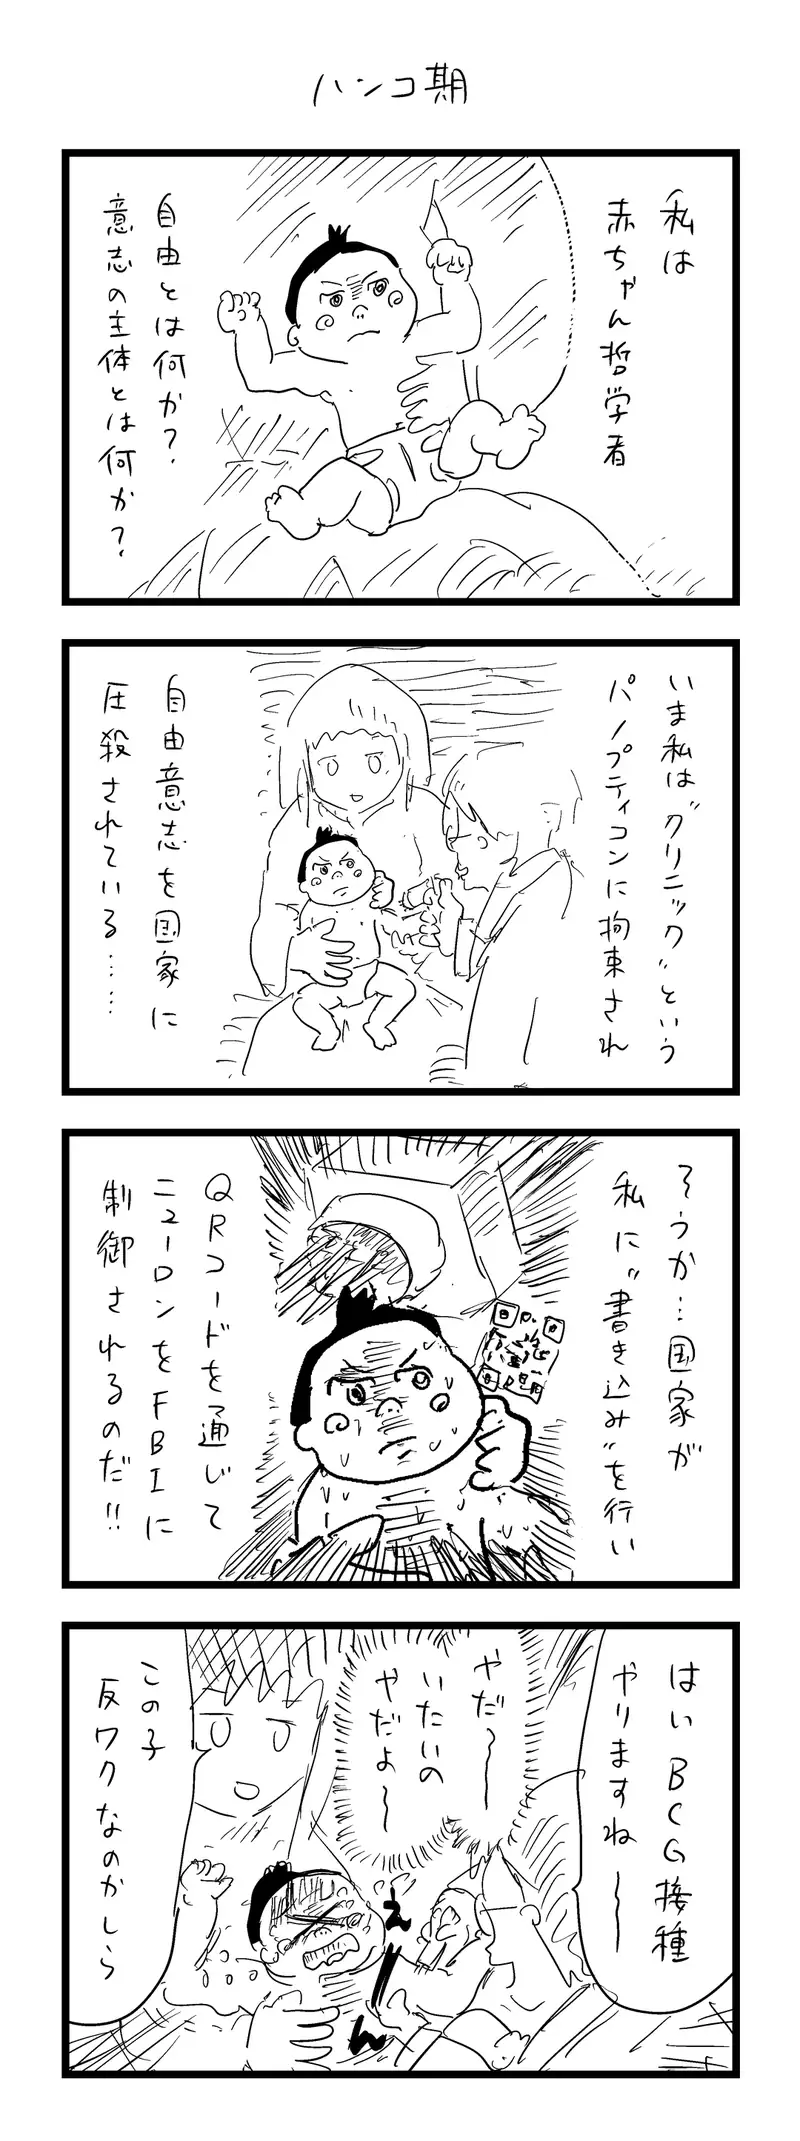 ハンコ期
私は
赤ちゃん哲学者
自由とは何か?
意志の主体とは何か?
いま私は"クリニック"という
パノプティコンに拘束され
自由意志を国家に
圧殺されている……
そうか…国家が
私に"書き込み"を行い
QRコードを通じて
ニューロンをFBIに
制御されるのだ!!
はいBCG接種
やりますね〜〜
やだ〜〜
いたいの
やだよ〜
えーん
この子
反ワクなのかしら